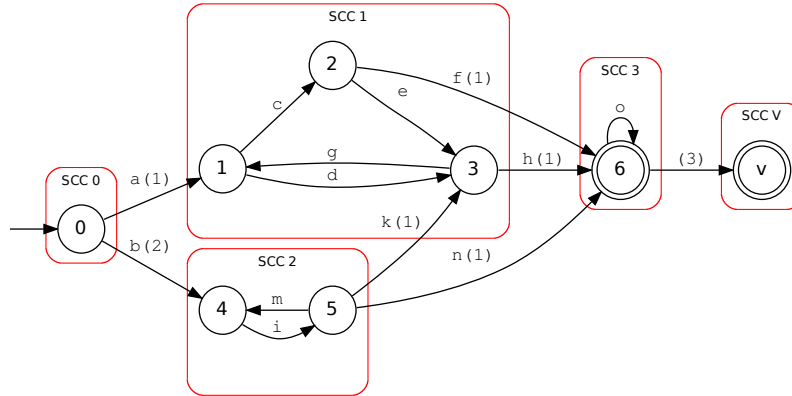 SCC 1
2
SCC 3
SCC V
f(1)
e
c
o
SCC 0
a(1)
1
g
d
3
h(1)
6
(3)
v
0
b(2)
k(1)
n(1)
SCC 2
4
m
i
5